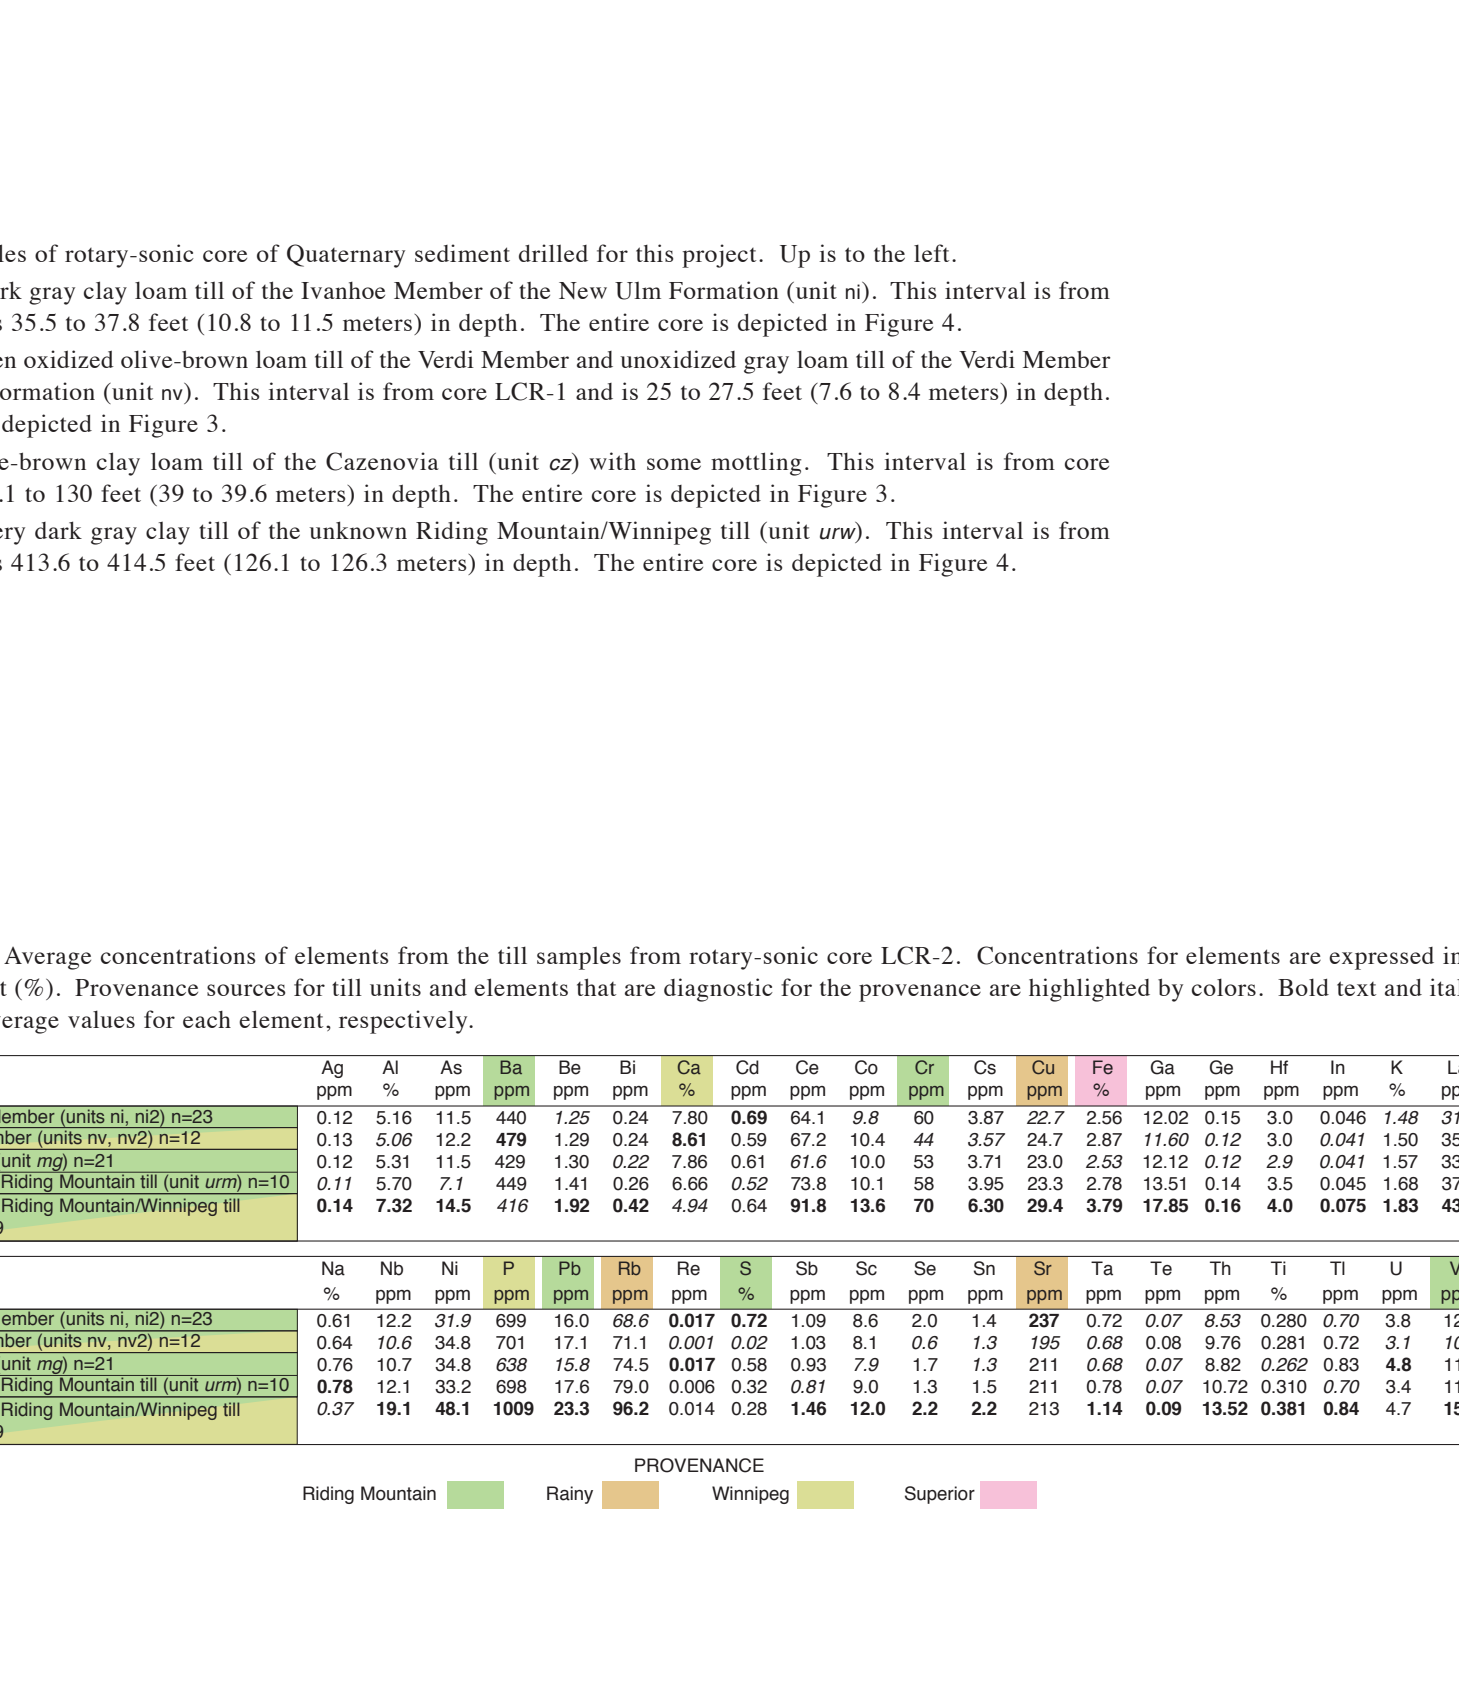 les of rotary-sonic core of Quaternary sediment drilled for this project. Up is to the left.
rk gray clay loam till of the Ivanhoe Member of the New Ulm Formation (unit ni). This interval is from
s 35.5 to 37.8 feet (10.8 to 11.5 meters) in depth. The entire core is depicted in Figure 4.
en oxidized olive-brown loam till of the Verdi Member and unoxidized gray loam till of the Verdi Member
ormation (unit nv). This interval is from core LCR-1 and is 25 to 27.5 feet (7.6 to 8.4 meters) in depth.
depicted in Figure 3.
e-brown clay loam till of the Cazenovia till (unit cz) with some mottling. This interval is from core
.1 to 130 feet (39 to 39.6 meters) in depth. The entire core is depicted in Figure 3.
ery dark gray clay till of the unknown Riding Mountain/Winnipeg till (unit urw). This interval is from
s 413.6 to 414.5 feet (126.1 to 126.3 meters) in depth. The entire core is depicted in Figure 4.
Average concentrations of elements from the till samples from rotary-sonic core LCR-2. Concentrations for elements are expressed in
t (%). Provenance sources for till units and elements that are diagnostic for the provenance are highlighted by colors. Bold text and ital
verage values for each element, respectively.
Ag Al As Ba Be Bi Ca Cd Ce Co Cr Cs Cu Fe Ga Ge Hf In K L
ppm % ppm ppm ppm ppm % ppm ppm ppm ppm ppm ppm % ppm ppm ppm ppm % pp
Member (units ni, ni2) n=23 0.12 5.16 11.5 440 1.25 0.24 7.80 0.69 64.1 9.8 60 3.87 22.7 2.56 12.02 0.15 3.0 0.046 1.48 31
mber (units nv, nv2) n=12 0.13 5.06 12.2 479 1.29 0.24 8.61 0.59 67.2 10.4 44 3.57 24.7 2.87 11.60 0.12 3.0 0.041 1.50 35
unit mg) n=21 0.12 5.31 11.5 429 1.30 0.22 7.86 0.61 61.6 10.0 53 3.71 23.0 2.53 12.12 0.12 2.9 0.041 1.57 33
Riding Mountain till (unit urm) n=10 0.11 5.70 7.1 449 1.41 0.26 6.66 0.52 73.8 10.1 58 3.95 23.3 2.78 13.51 0.14 3.5 0.045 1.68 37
Riding Mountain/Winnipeg till 0.14 7.32 14.5 416 1.92 0.42 4.94 0.64 91.8 13.6 70 6.30 29.4 3.79 17.85 0.16 4.0 0.075 1.83 43
9
Na Nb Ni P Pb Rb Re S Sb Sc Se Sn Sr Ta Te Th Ti Tl U V
% ppm ppm ppm ppm ppm ppm % ppm ppm ppm ppm ppm ppm ppm ppm % ppm ppm pp
ember (units ni, ni2) n=23 0.61 12.2 31.9 699 16.0 68.6 0.017 0.72 1.09 8.6 2.0 1.4 237 0.72 0.07 8.53 0.280 0.70 3.8 12
ber (units nv, nv2) n=12 0.64 10.6 34.8 701 17.1 71.1 0.001 0.02 1.03 8.1 0.6 1.3 195 0.68 0.08 9.76 0.281 0.72 3.1 10
unit mg) n=21 0.76 10.7 34.8 638 15.8 74.5 0.017 0.58 0.93 7.9 1.7 1.3 211 0.68 0.07 8.82 0.262 0.83 4.8 11
Riding Mountain till (unit urm) n=10 0.78 12.1 33.2 698 17.6 79.0 0.006 0.32 0.81 9.0 1.3 1.5 211 0.78 0.07 10.72 0.310 0.70 3.4 11
Riding Mountain/Winnipeg till 0.37 19.1 48.1 1009 23.3 96.2 0.014 0.28 1.46 12.0 2.2 2.2 213 1.14 0.09 13.52 0.381 0.84 4.7 15
9
PROVENANCE
Riding Mountain Rainy Winnipeg Superior